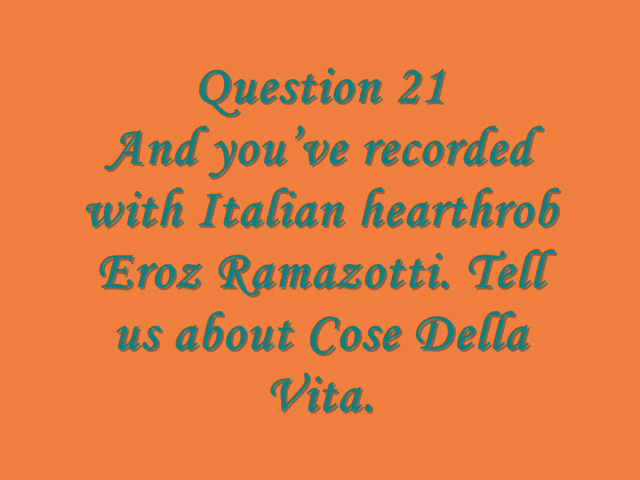 Question 21
And you’ve recorded
with Italian hearthrob
Eroz Ramazotti. Tell
us about Cose Della
Vita.